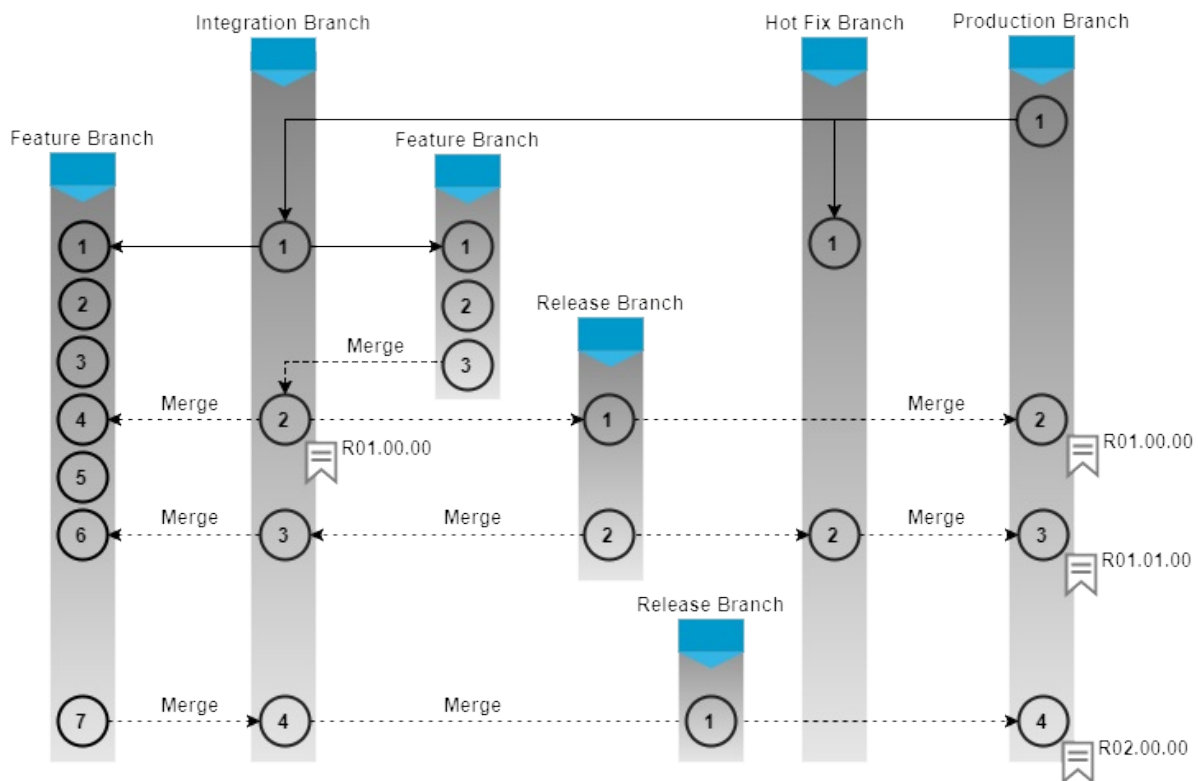 Integration Branch
Hot Fix Branch
Production Branch
1
Feature Branch
Feature Branch
1
1
1
1
2
2
Release Branch
3
Merge
3
4
Merge
2
1
Merge
2
R01.00.00
R01.00.00
5
6
Merge
3
Merge
2
2
Merge
3
R01.01.00
Release Branch
7
Merge
4
Merge
1
4
R02.00.00